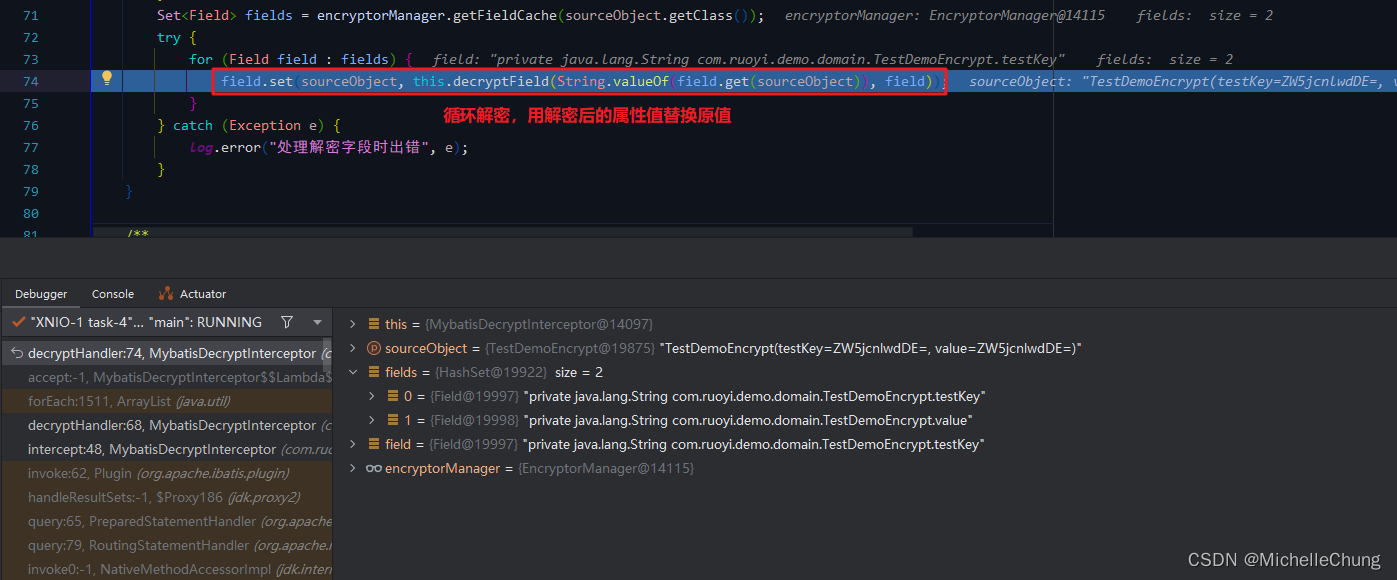 71 Set<Field> fields = encryptorManager.getFieldCache(sourceObject.getClass()); encryptorManager: EncryptorManager@14115 fields: size = 2
72 try {
73 for (Field field : fields) { field: "private java.lang.String com.ruoyi.demo.domain.TestDemoEncrypt.testKey" fields: size = 2
74 field.set(sourceObject, this.decryptField(String.valueOf(field.get(sourceObject)), field)); sourceObject: "TestDemoEncrypt(testKey=ZW5jcnlwdDE=, v
75 }
循环解密，用解密后的属性值替换原值
76 } catch (Exception e) {
77 log.error("处理解密字段时出错", e);
78 }
79 }
80
81 /**
Debugger Console Actuator
"XNIO-1 task-4"... "main": RUNNING
decryptHandler:74, MybatisDecryptInterceptor (c
accept:-1, MybatisDecryptInterceptor$$Lambda$
forEach:1511, ArrayList (java.util)
decryptHandler:68, MybatisDecryptInterceptor (c
intercept:48, MybatisDecryptInterceptor (com.ruo
invoke:62, Plugin (org.apache.ibatis.plugin)
handleResultSets:-1, $Proxy186 (jdk.proxy2)
query:65, PreparedStatementHandler (org.apache
query:79, RoutingStatementHandler (org.apache.i
invoke0:-1, NativeMethodAccessorImpl (jdk.intern
this = {MybatisDecryptInterceptor@14097}
sourceObject = {TestDemoEncrypt@19875} "TestDemoEncrypt(testKey=ZW5jcnlwdDE=, value=ZW5jcnlwdDE=)"
fields = {HashSet@19922} size = 2
0 = {Field@19997} "private java.lang.String com.ruoyi.demo.domain.TestDemoEncrypt.testKey"
1 = {Field@19998} "private java.lang.String com.ruoyi.demo.domain.TestDemoEncrypt.value"
field = {Field@19997} "private java.lang.String com.ruoyi.demo.domain.TestDemoEncrypt.testKey"
encryptorManager = {EncryptorManager@14115}
CSDN @MichelleChung